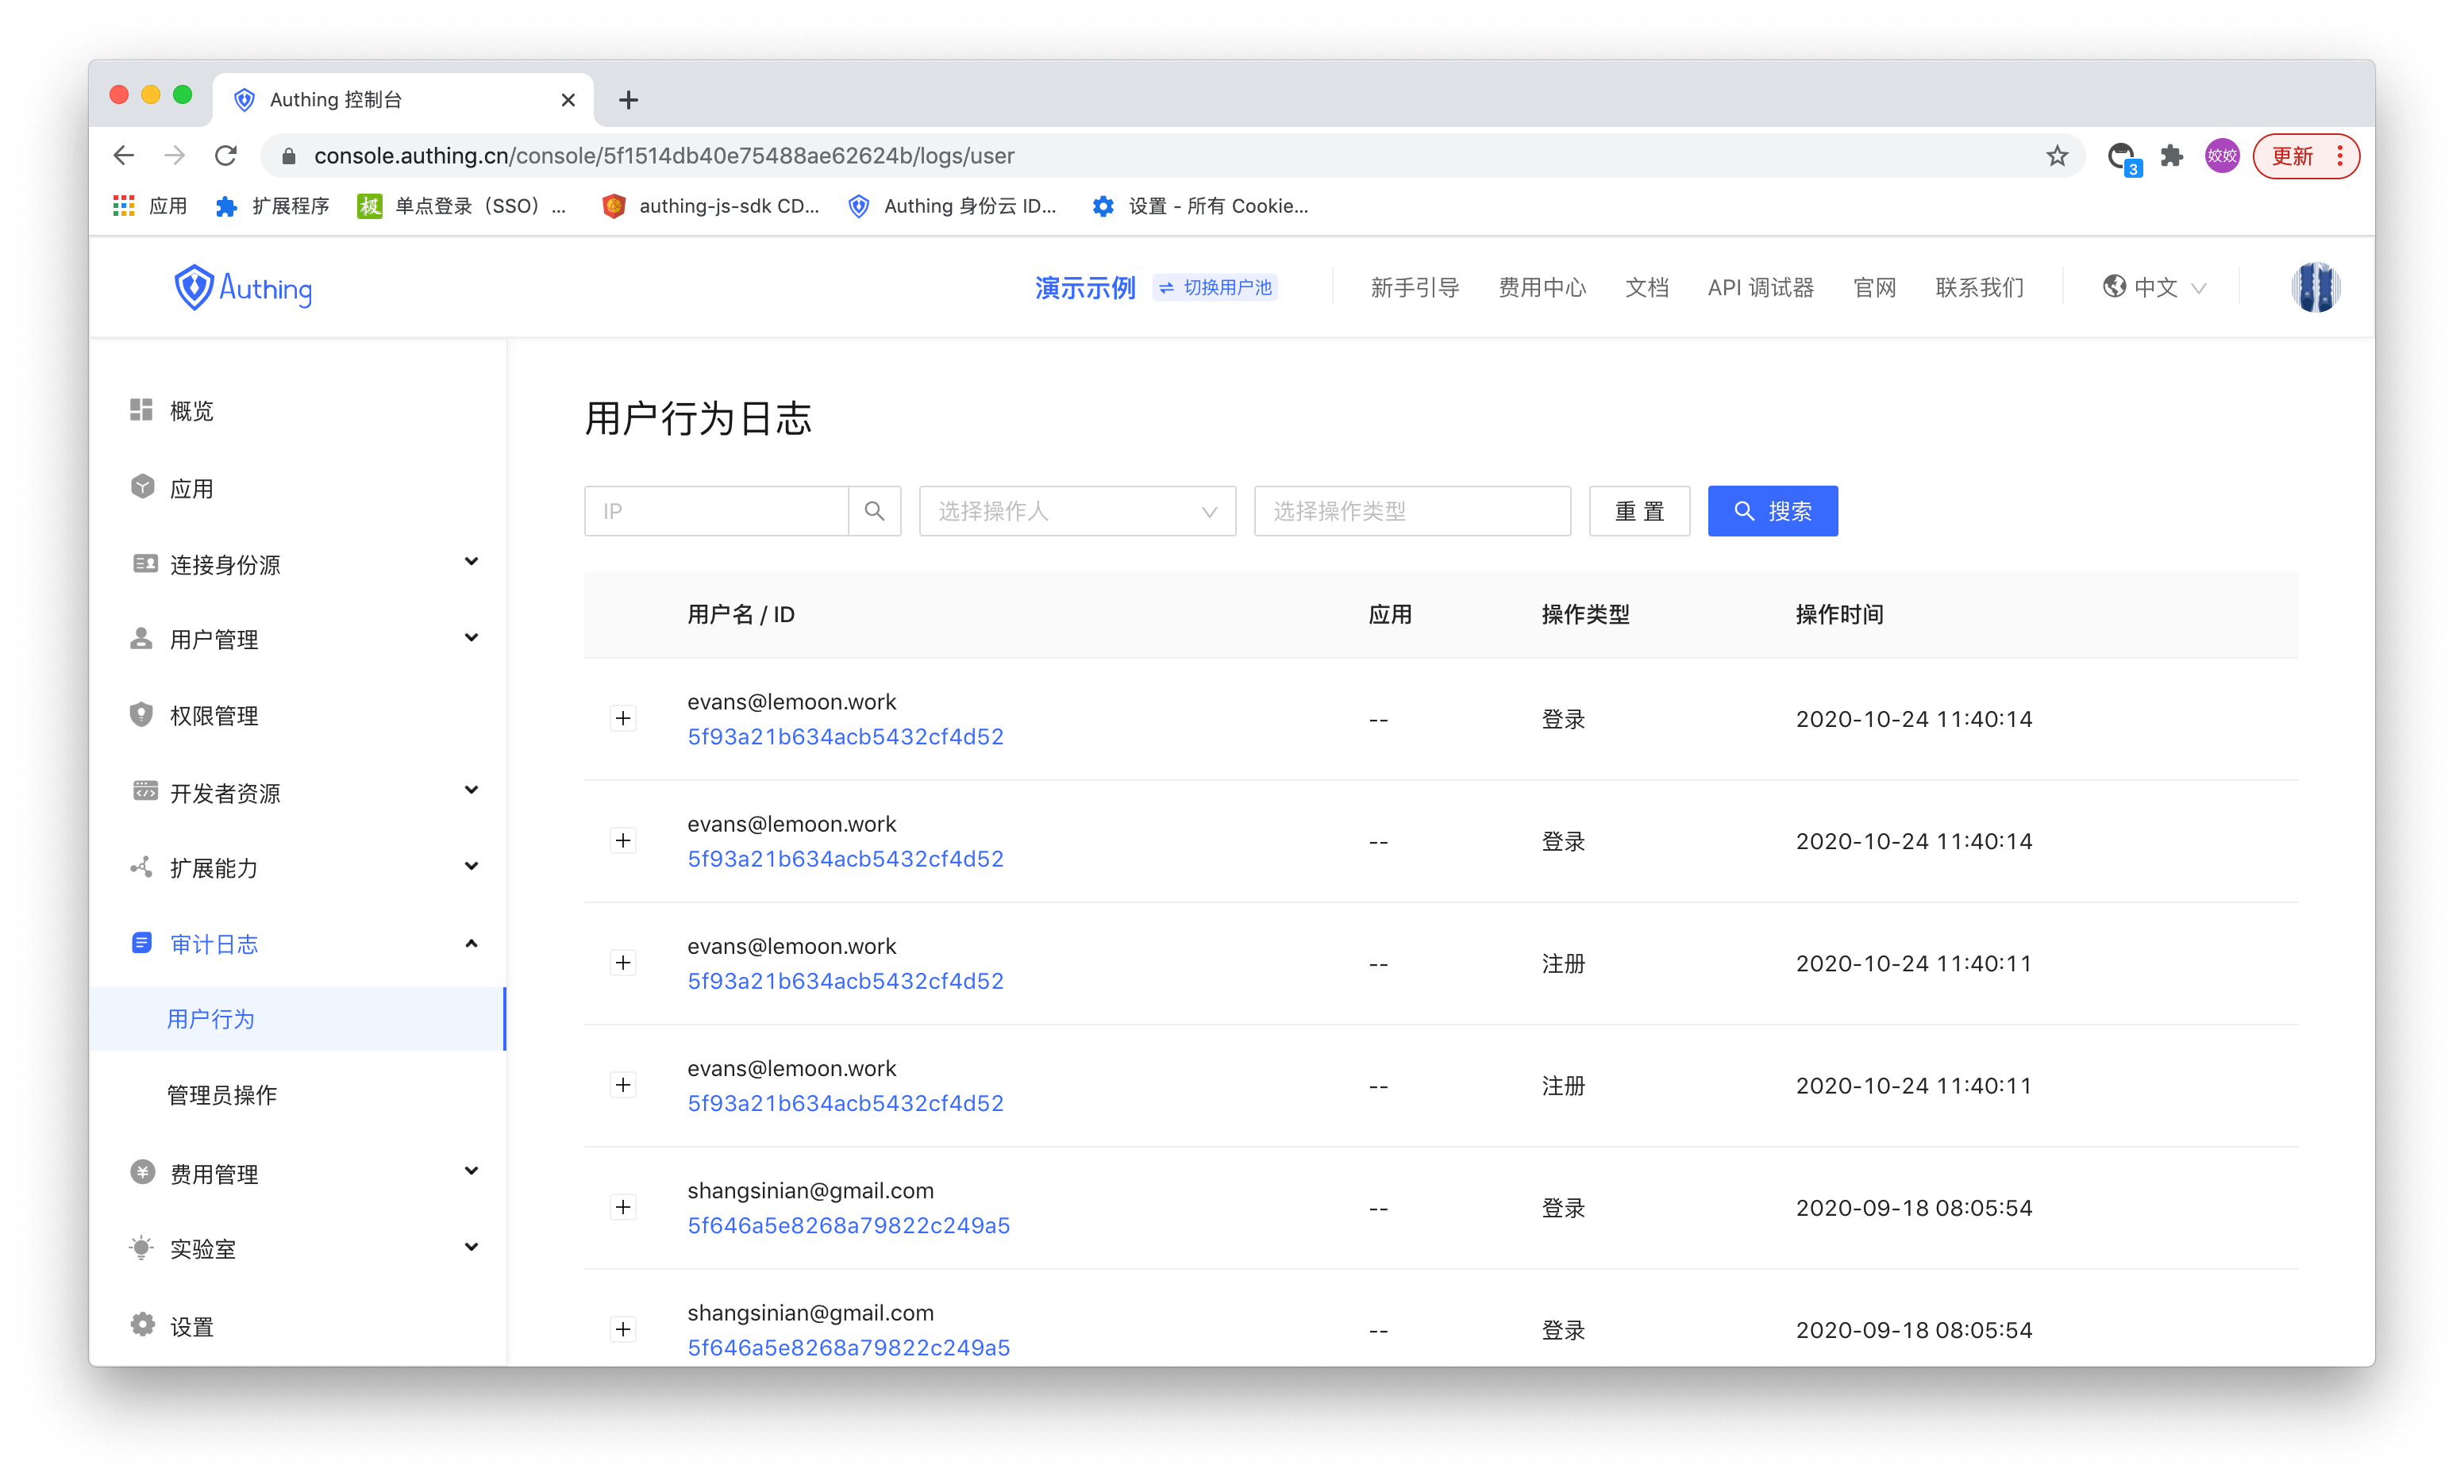 Authing 控制台
console.authing.cn/console/5f1514db40e75488ae62624b/logs/user
3
姣姣
更新
应用
扩展程序
极
单点登录（SSO）...
authing-js-sdk CD...
Authing 身份云 ID...
设置 - 所有 Cookie...
Authing
演示示例
切换用户池
新手引导
费用中心
文档
API 调试器
官网
联系我们
中文
概览
应用
连接身份源
用户管理
权限管理
开发者资源
扩展能力
审计日志
用户行为
管理员操作
费用管理
实验室
设置
用户行为日志
IP
选择操作人
选择操作类型
重 置
搜索
用户名 / ID 应用 操作类型 操作时间
evans@lemoon.work
5f93a21b634acb5432cf4d52
-- 登录 2020-10-24 11:40:14
evans@lemoon.work
5f93a21b634acb5432cf4d52
-- 登录 2020-10-24 11:40:14
evans@lemoon.work
5f93a21b634acb5432cf4d52
-- 注册 2020-10-24 11:40:11
evans@lemoon.work
5f93a21b634acb5432cf4d52
-- 注册 2020-10-24 11:40:11
shangsinian@gmail.com
5f646a5e8268a79822c249a5
-- 登录 2020-09-18 08:05:54
shangsinian@gmail.com
5f646a5e8268a79822c249a5
-- 登录 2020-09-18 08:05:54